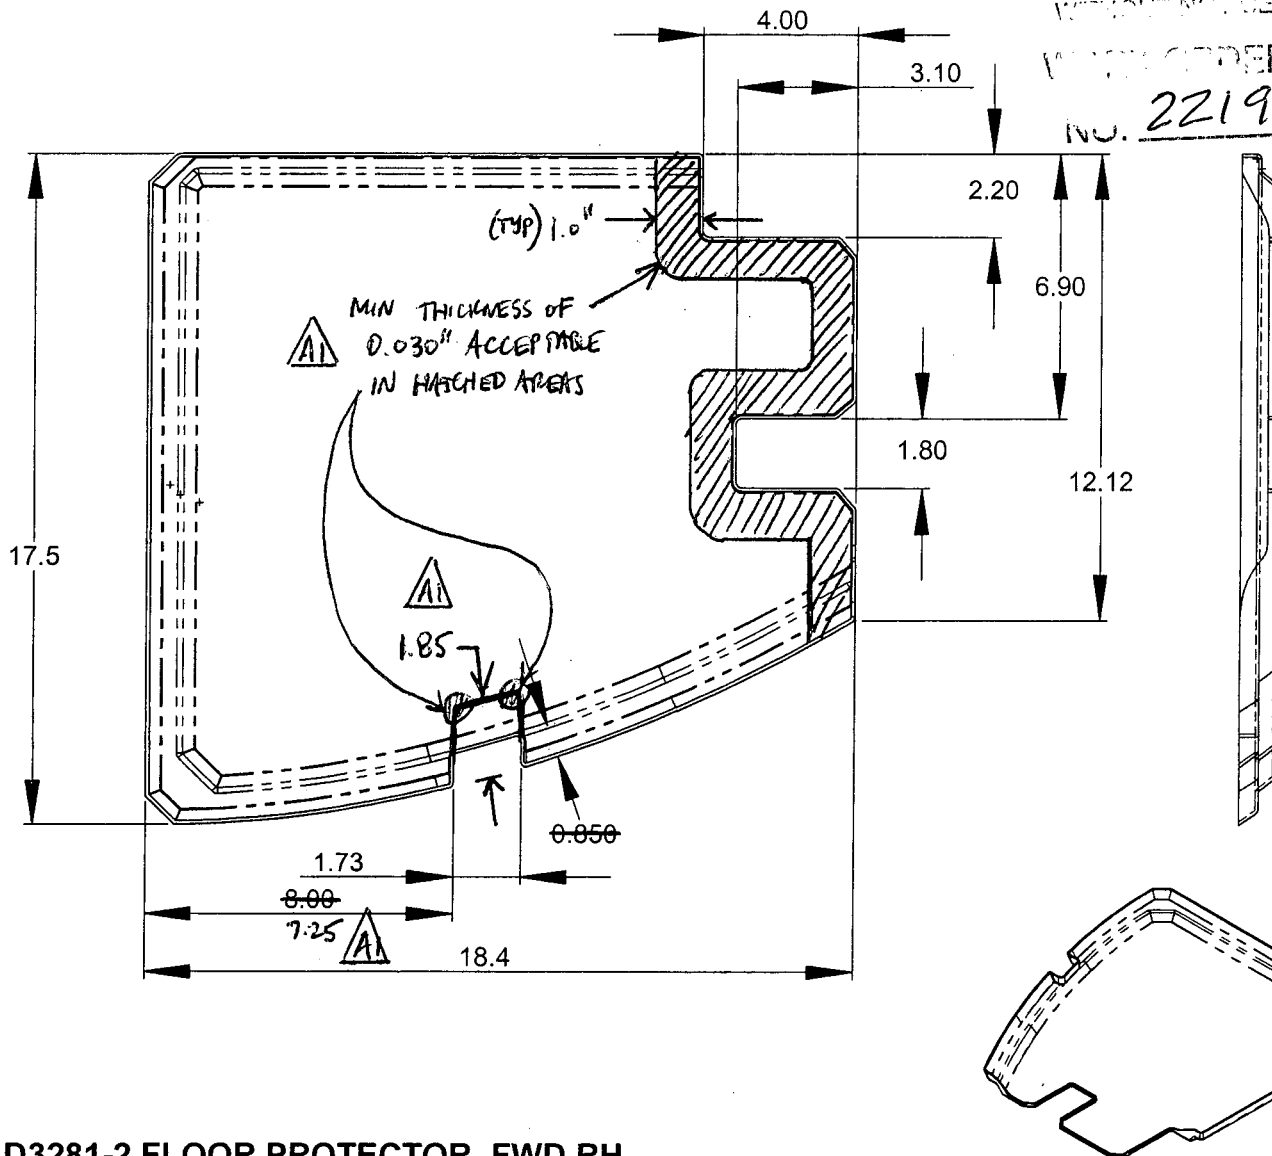 4.00
3.10
NO. 2219
2.20
(TYP) 1.0"
6.90
MIN THICKNESS OF
0.030" ACCEPTABLE
IN HATCHED AREAS
A1
1.80
12.12
17.5
A1
1.85
0.850
1.73
8.00
7.25
A1
18.4
D3281-2 FLOOR PROTECTOR, FWD RH